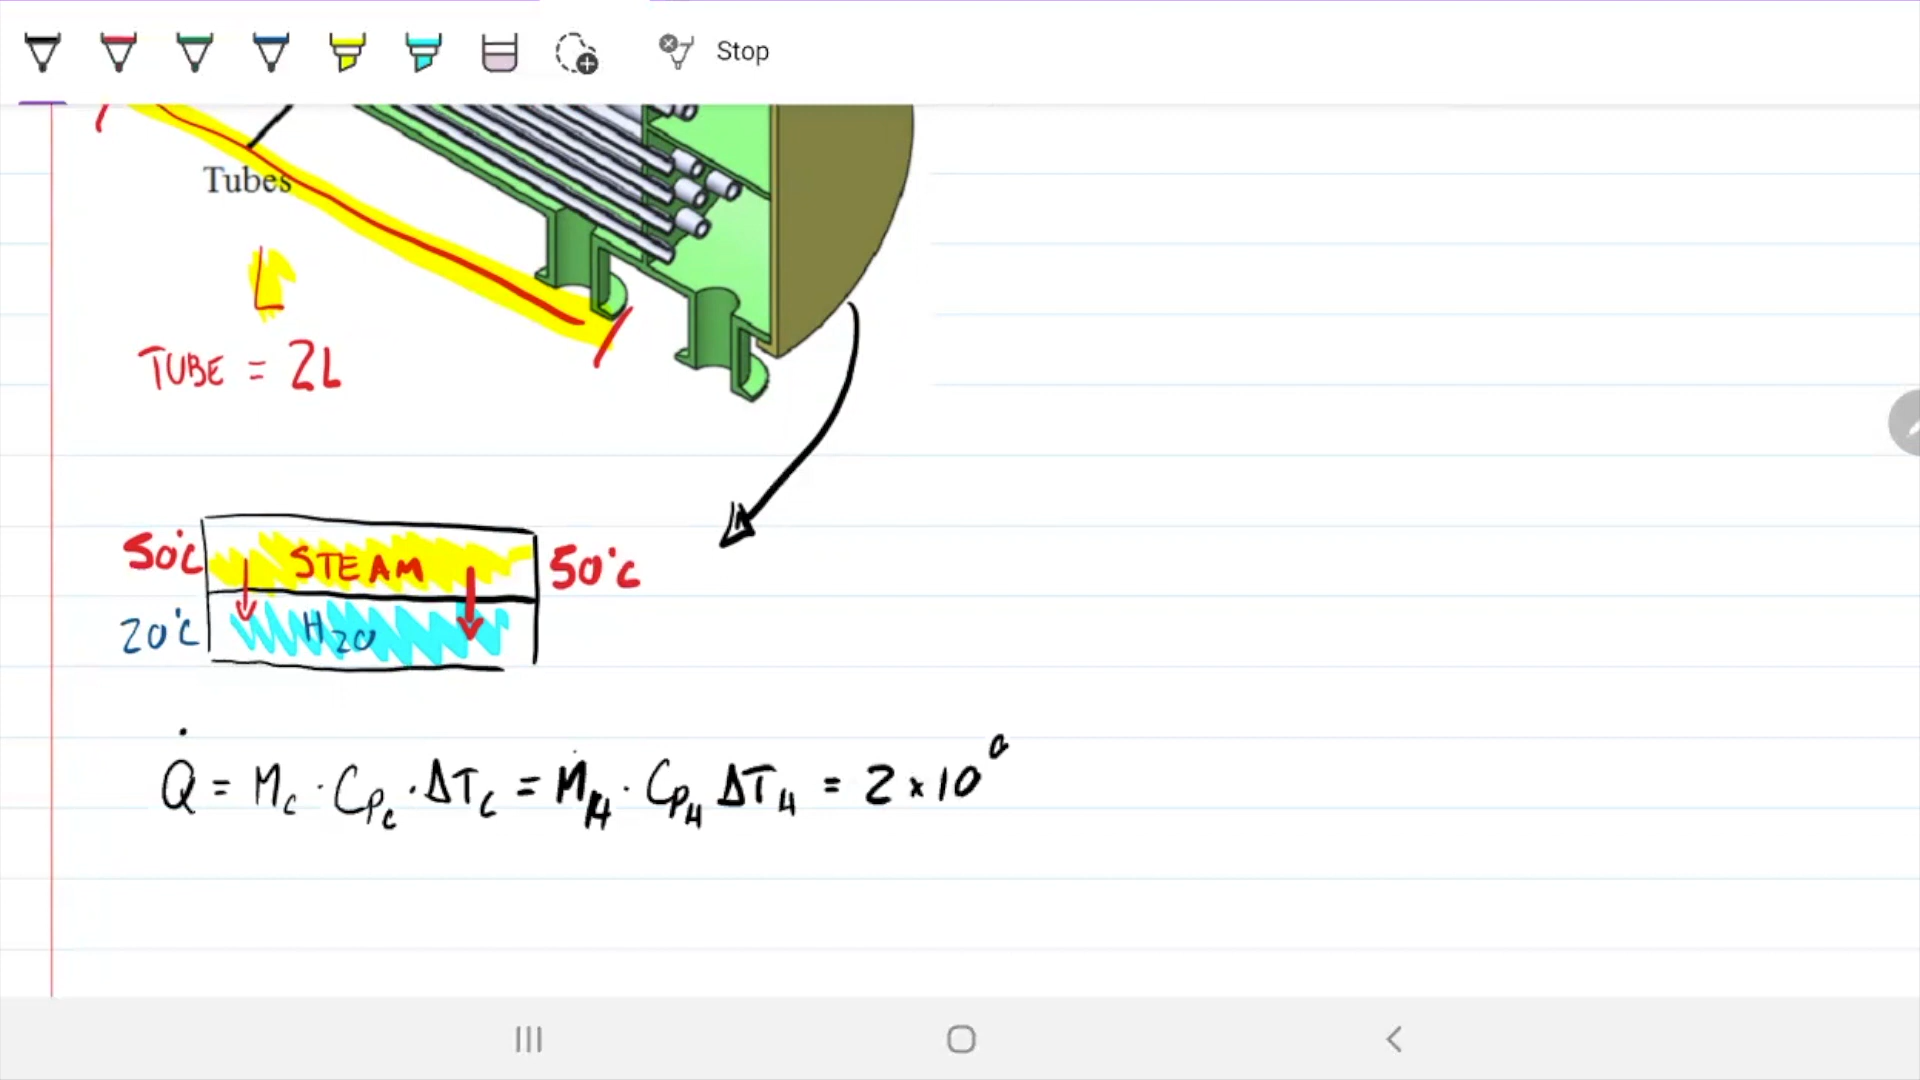 Stop
Tubes
L
TUBE = 2L
50°C STEAM 50°C
20°C H2O
Q̇ = Mc · Cpc · ΔTc = ṀH · CpH ΔTH = 2 × 10